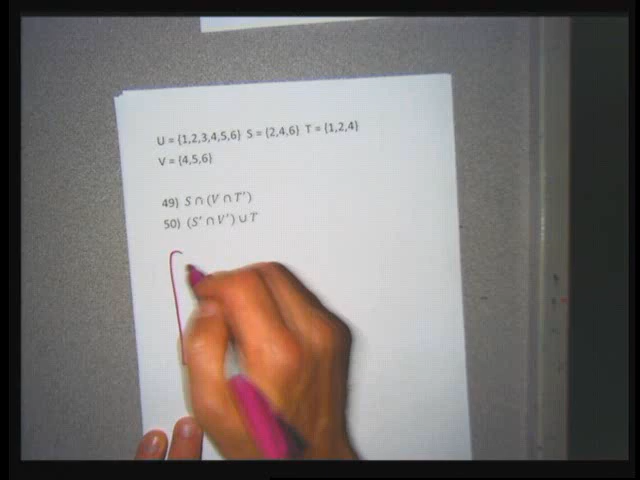 U = {1,2,3,4,5,6} S = {2,4,6} T = {1,2,4}
V = {4,5,6}
49) S ∩ (V ∩ T′)
50) (S′ ∩ V′) ∪ T